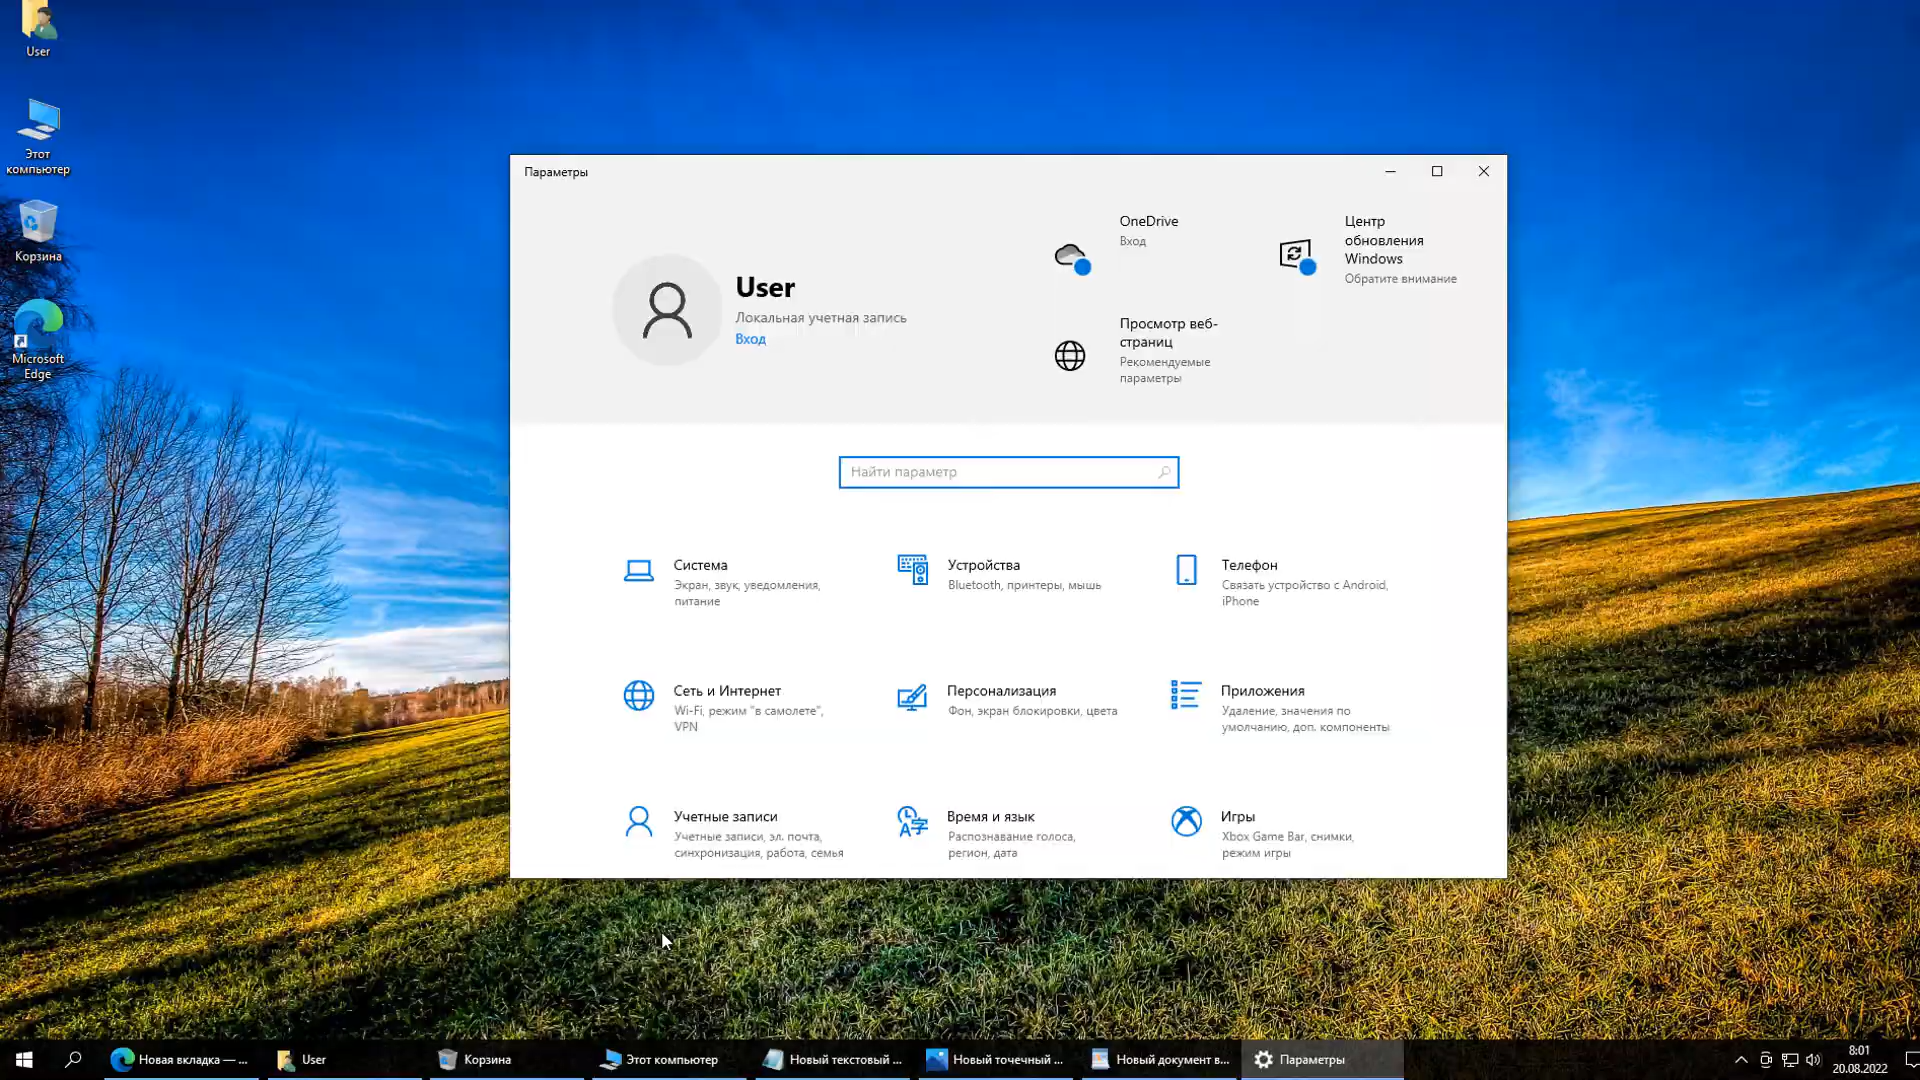 User
Этот
компьютер
Корзина
Microsoft
Edge
Параметры
User
Локальная учетная запись
Вход
OneDrive
Вход
Центр
обновления
Windows
Обратите внимание
Просмотр веб-
страниц
Рекомендуемые
параметры
Найти параметр
Система
Экран, звук, уведомления,
питание
Устройства
Bluetooth, принтеры, мышь
Телефон
Связать устройство с Android,
iPhone
Сеть и Интернет
Wi-Fi, режим "в самолете",
VPN
Персонализация
Фон, экран блокировки, цвета
Приложения
Удаление, значения по
умолчанию, доп. компоненты
Учетные записи
Учетные записи, эл. почта,
синхронизация, работа, семья
Время и язык
Распознавание голоса,
регион, дата
Игры
Xbox Game Bar, снимки,
режим игры
Новая вкладка — ...
User
Корзина
Этот компьютер
Новый текстовый ...
Новый точечный ...
Новый документ в...
Параметры
8:01
20.08.2022